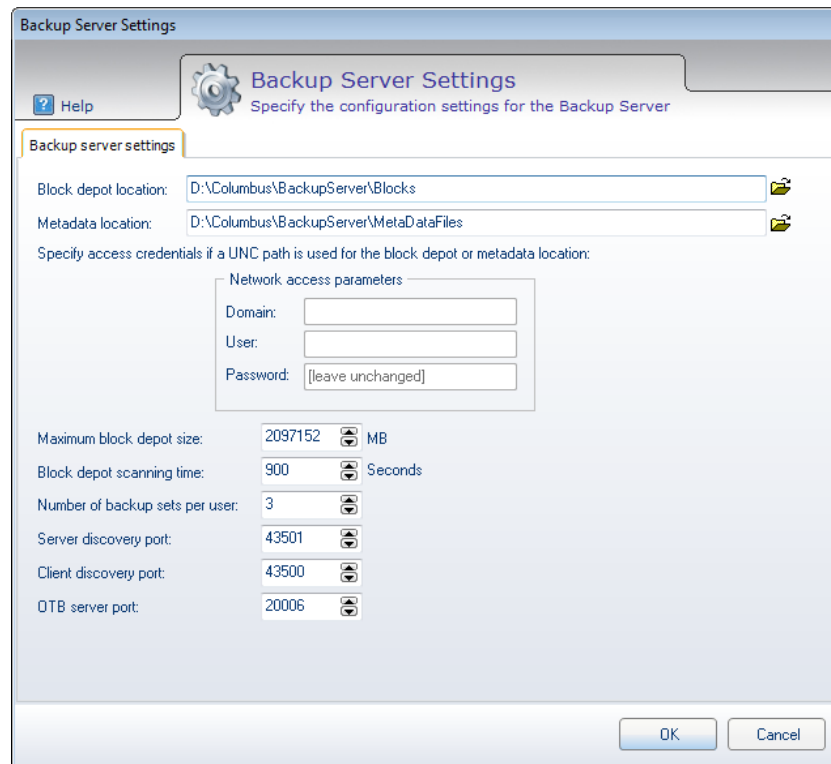 Backup Server Settings
Backup Server Settings
? Help
Specify the configuration settings for the Backup Server
Backup server settings
Block depot location: D:\Columbus\BackupServer\Blocks
Metadata location: D:\Columbus\BackupServer\MetaDataFiles
Specify access credentials if a UNC path is used for the block depot or metadata location:
Network access parameters
Domain:
User:
Password: [leave unchanged]
Maximum block depot size: 2097152 MB
Block depot scanning time: 900 Seconds
Number of backup sets per user: 3
Server discovery port: 43501
Client discovery port: 43500
OTB server port: 20006
OK Cancel